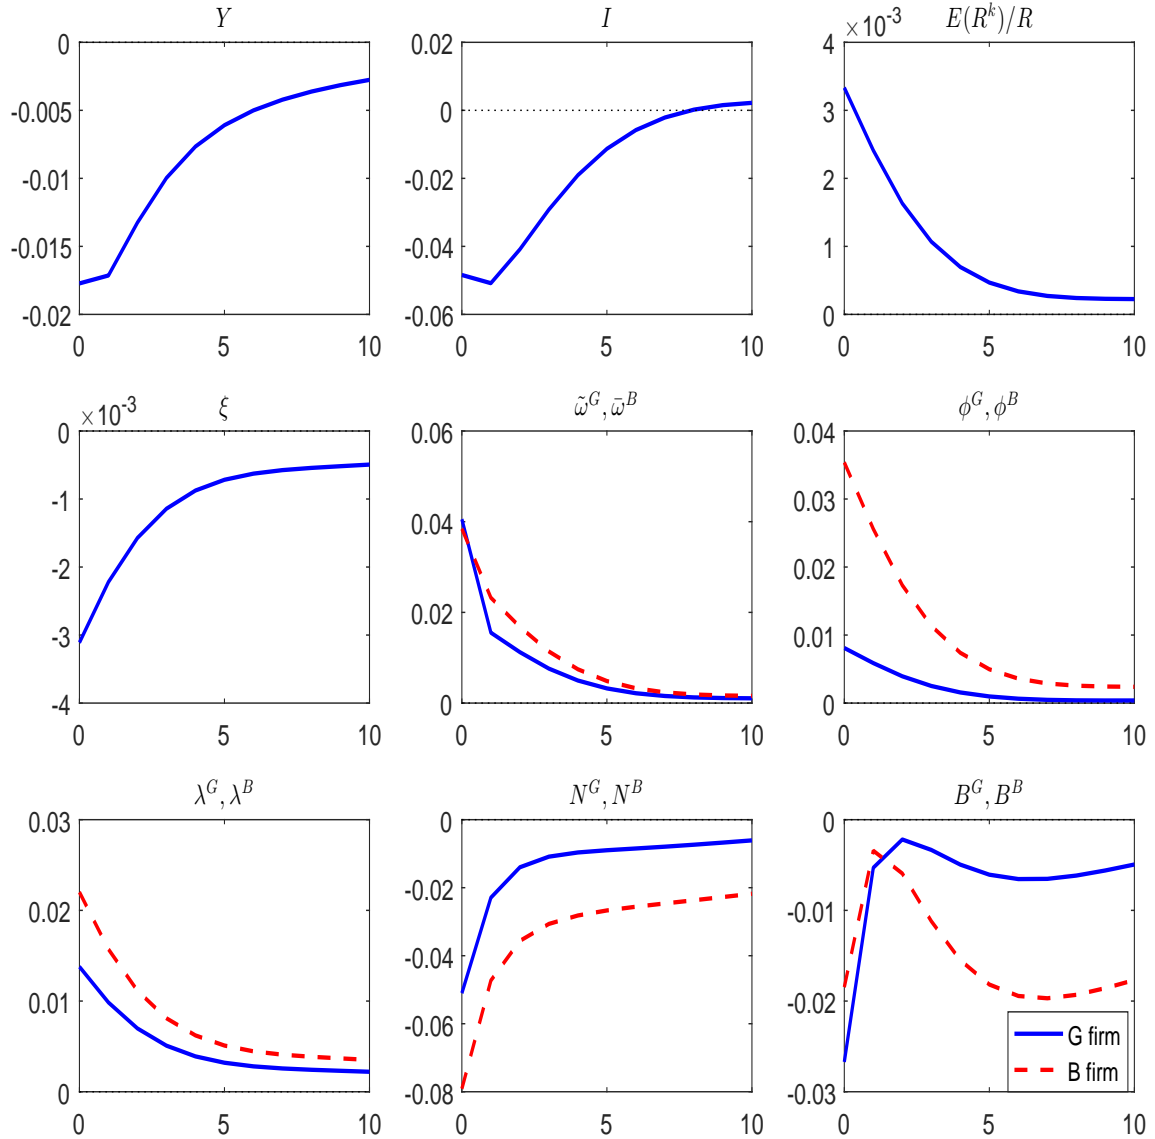 Y
0
-0.005
-0.01
-0.015
-0.02
0 5 10
I
0.02
0
-0.02
-0.04
-0.06
0 5 10
E(R^k)/R
×10^-3
4
3
2
1
0
0 5 10
ξ
×10^-3
0
-1
-2
-3
-4
0 5 10
ω̃^G, ω̄^B
0.06
0.04
0.02
0
0 5 10
ϕ^G, ϕ^B
0.04
0.03
0.02
0.01
0
0 5 10
λ^G, λ^B
0.03
0.02
0.01
0
0 5 10
N^G, N^B
0
-0.02
-0.04
-0.06
-0.08
0 5 10
B^G, B^B
0
-0.01
-0.02
-0.03
0 5 10
G firm
B firm